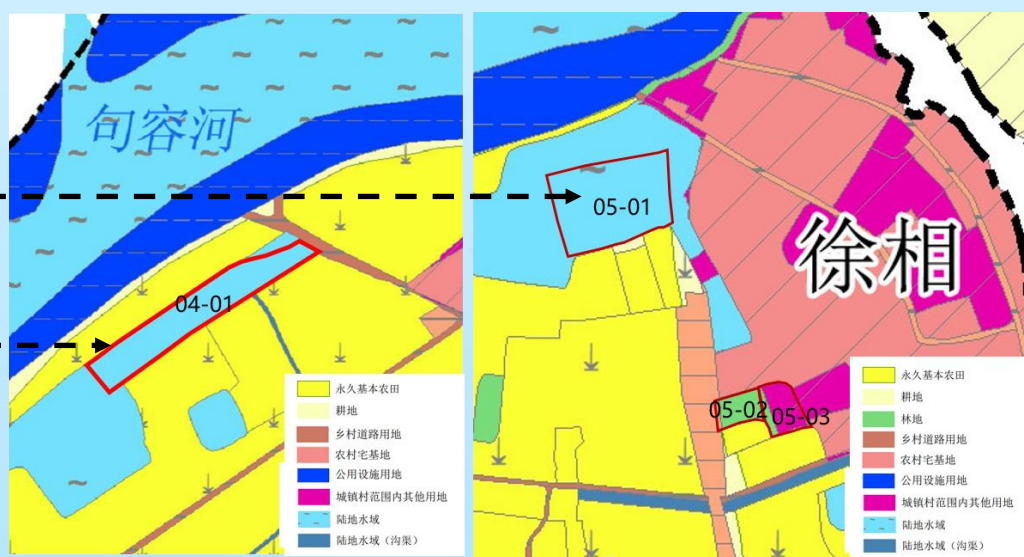 句容河
04-01
永久基本农田
耕地
乡村道路用地
农村宅基地
公用设施用地
城镇村范围内其他用地
陆地水域
陆地水域（沟渠）
05-01
徐相
05-02
05-03
永久基本农田
耕地
林地
乡村道路用地
农村宅基地
公用设施用地
城镇村范围内其他用地
陆地水域
陆地水域（沟渠）